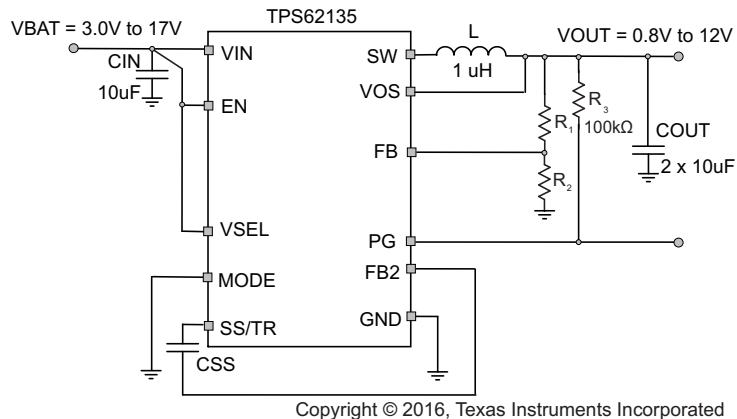 TPS62135
VBAT = 3.0V to 17V
VOUT = 0.8V to 12V
CIN
10uF
VIN
EN
VSEL
MODE
SS/TR
CSS
SW
VOS
FB
PG
FB2
GND
L
1 uH
R1
R2
R3
100kΩ
COUT
2 x 10uF
Copyright © 2016, Texas Instruments Incorporated